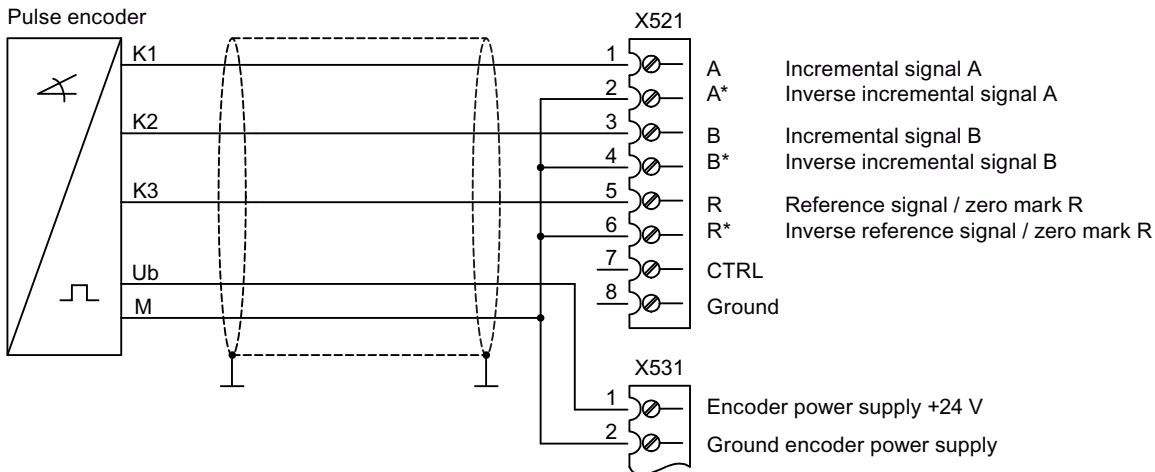 Pulse encoder
X521
K1
1
A Incremental signal A
2
A* Inverse incremental signal A
K2
3
B Incremental signal B
4
B* Inverse incremental signal B
K3
5
R Reference signal / zero mark R
6
R* Inverse reference signal / zero mark R
7
CTRL
Ub
8
Ground
M
X531
1
Encoder power supply +24 V
2
Ground encoder power supply